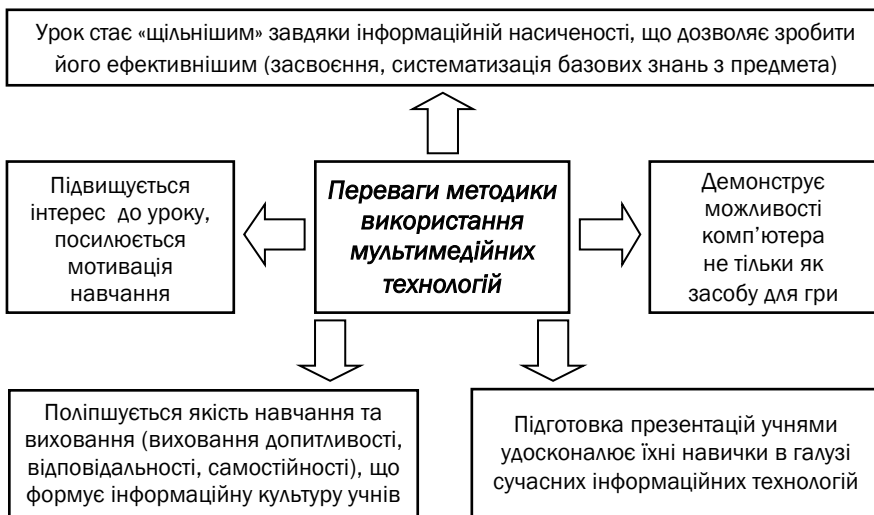 Урок стає «щільнішим» завдяки інформаційній насиченості, що дозволяє зробити
його ефективнішим (засвоєння, систематизація базових знань з предмета)
Підвищується
інтерес до уроку,
посилюється
мотивація
навчання
Переваги методики
використання
мультимедійних
технологій
Демонструє
можливості
комп’ютера
не тільки як
засобу для гри
Поліпшується якість навчання та
виховання (виховання допитливості,
відповідальності, самостійності), що
формує інформаційну культуру учнів
Підготовка презентацій учнями
удосконалює їхні навички в галузі
сучасних інформаційних технологій